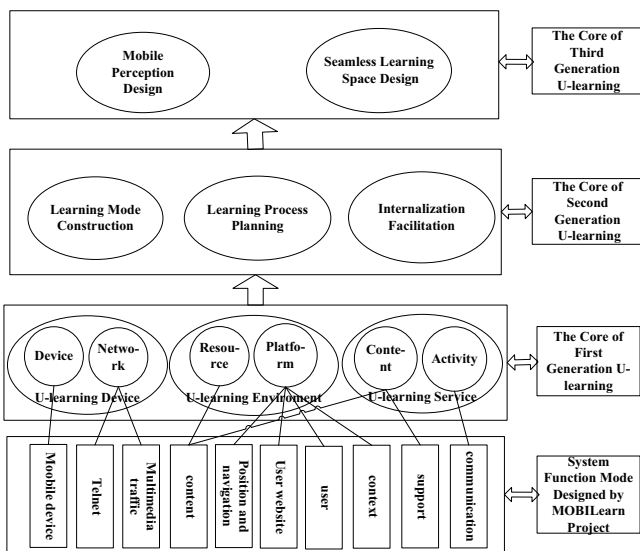 Mobile
Perception
Design
Seamless Learning
Space Design
The Core of
Third
Generation
U-learning
Learning Mode
Construction
Learning Process
Planning
Internalization
Facilitation
The Core of
Second
Generation
U-learning
Device
Netwo-
rk
Resou-
rce
Platfo-
rm
Conte-
nt
Activity
U-learning Device
U-learning Enviroment
U-learning Service
The Core of
First
Generation U-
learning
Moobile device
Telnet
Multimedia
traffic
content
Position and
navigation
User website
user
context
support
communication
System
Function Mode
Designed by
MOBILearn
Project